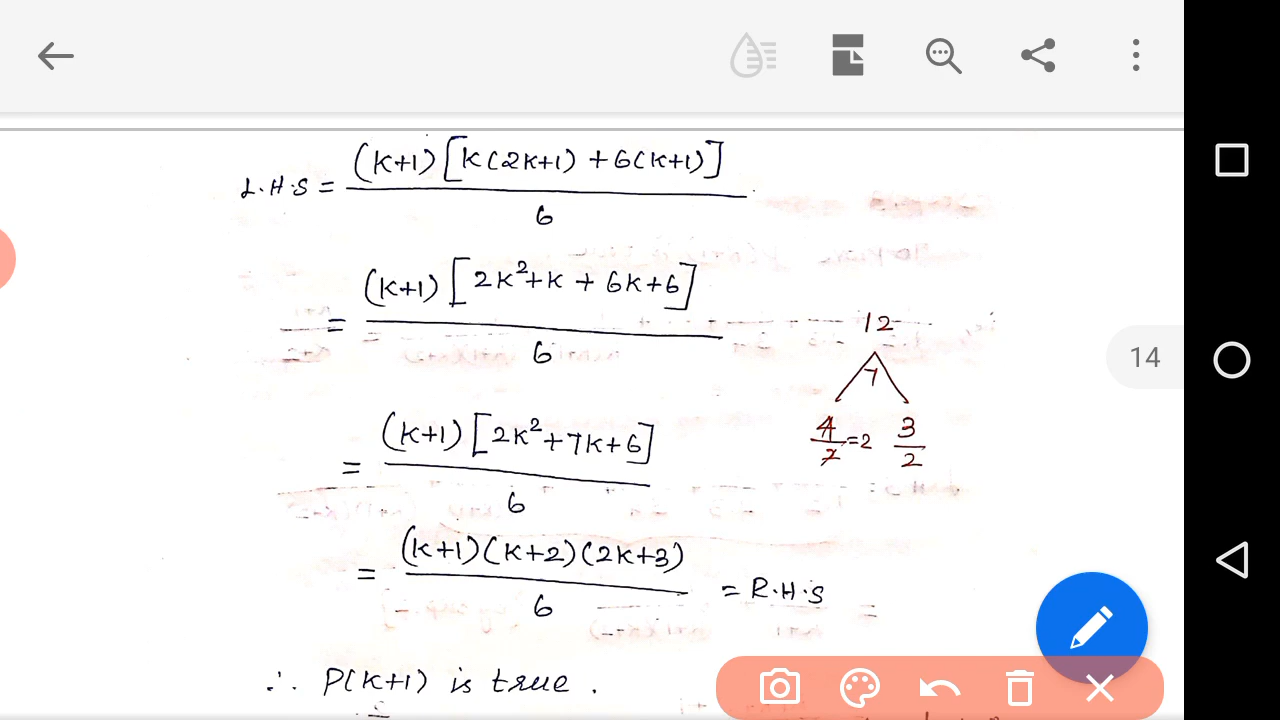 L.H.S = (K+1) [K(2K+1) + 6(K+1)] / 6
= (K+1) [2K²+K + 6K+6] / 6
12
7
4/2 = 2 3/2
14
= (K+1) [2K²+7K+6] / 6
= (K+1)(K+2)(2K+3) / 6 = R.H.S
∴ P(K+1) is true.